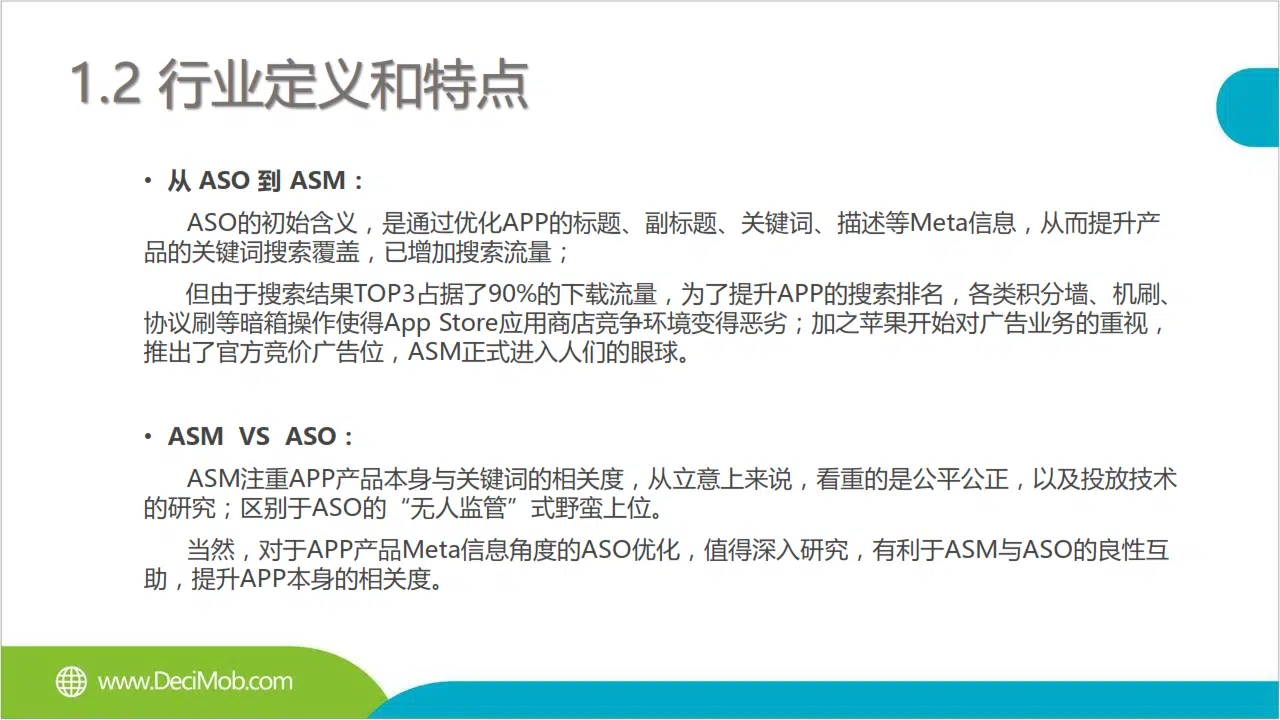 1.2 行业定义和特点
• 从 ASO 到 ASM：
ASO的初始含义，是通过优化APP的标题、副标题、关键词、描述等Meta信息，从而提升产
品的关键词搜索覆盖，已增加搜索流量；
但由于搜索结果TOP3占据了90%的下载流量，为了提升APP的搜索排名，各类积分墙、机刷、
协议刷等暗箱操作使得App Store应用商店竞争环境变得恶劣；加之苹果开始对广告业务的重视，
推出了官方竞价广告位，ASM正式进入人们的眼球。
• ASM VS ASO：
ASM注重APP产品本身与关键词的相关度，从立意上来说，看重的是公平公正，以及投放技术
的研究；区别于ASO的“无人监管”式野蛮上位。
当然，对于APP产品Meta信息角度的ASO优化，值得深入研究，有利于ASM与ASO的良性互
助，提升APP本身的相关度。
www.DeciMob.com